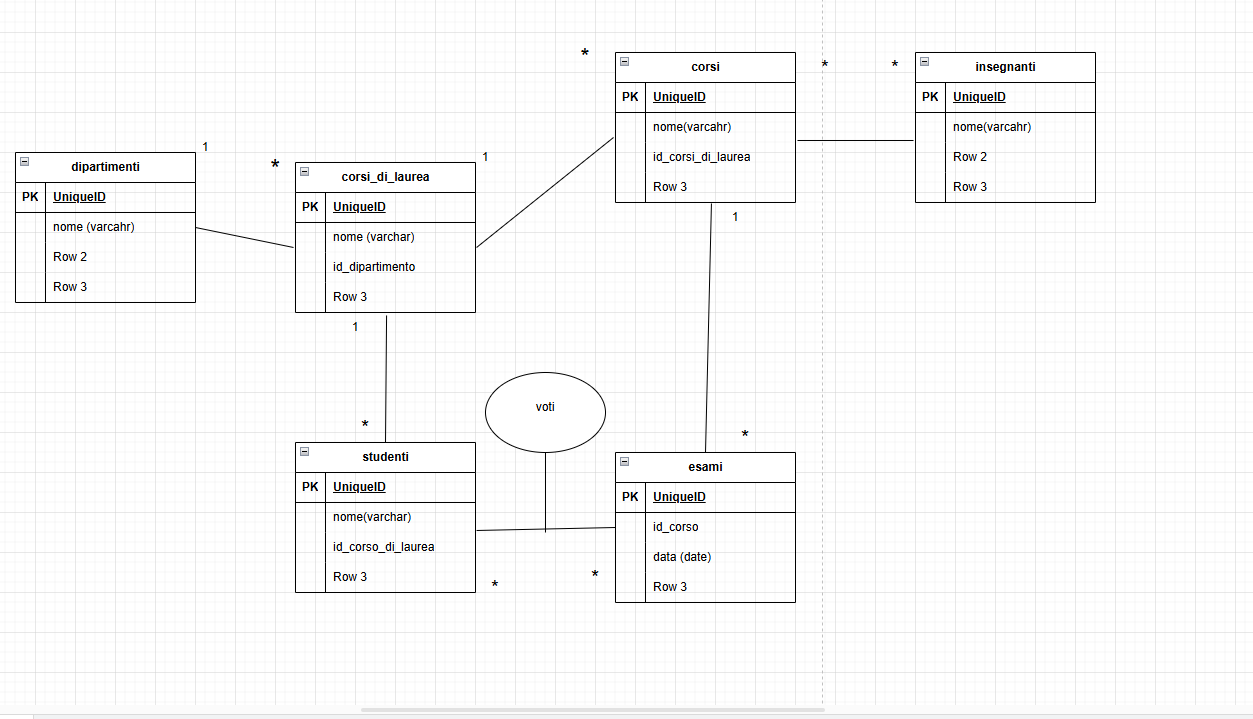 *
corsi
*
*
insegnanti
PK UniqueID
PK UniqueID
nome(varcahr)
nome(varcahr)
id_corsi_di_laurea
Row 2
Row 3
Row 3
1
dipartimenti
1
*
corsi_di_laurea
1
PK UniqueID
PK UniqueID
nome (varcahr)
nome (varchar)
Row 2
id_dipartimento
Row 3
Row 3
1
voti
*
*
studenti
esami
PK UniqueID
PK UniqueID
nome(varchar)
id_corso
id_corso_di_laurea
data (date)
Row 3
Row 3
*
*